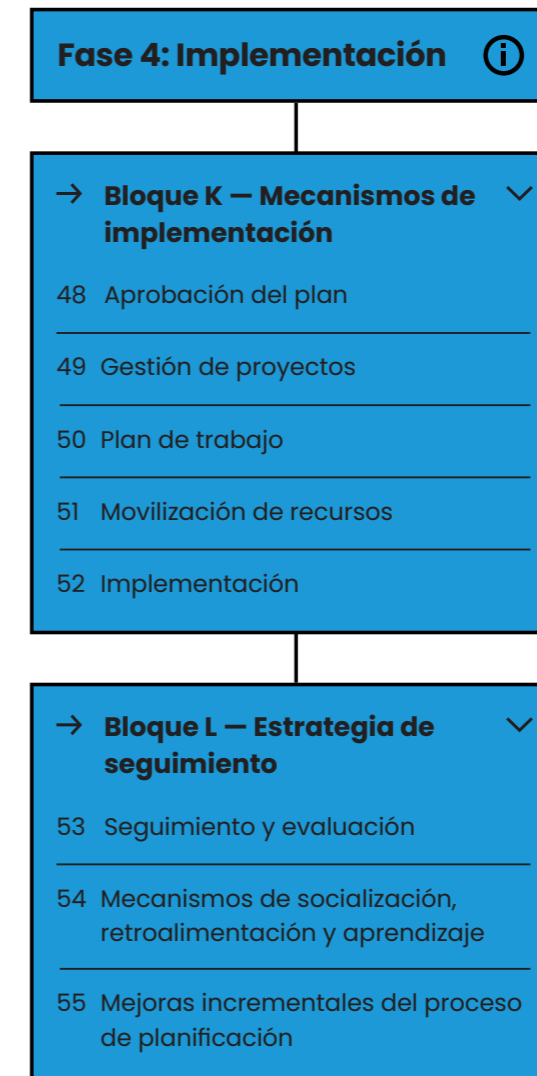 Fase 4: Implementación
→ Bloque K — Mecanismos de
implementación
48 Aprobación del plan
49 Gestión de proyectos
50 Plan de trabajo
51 Movilización de recursos
52 Implementación
→ Bloque L — Estrategia de
seguimiento
53 Seguimiento y evaluación
54 Mecanismos de socialización,
retroalimentación y aprendizaje
55 Mejoras incrementales del proceso
de planificación